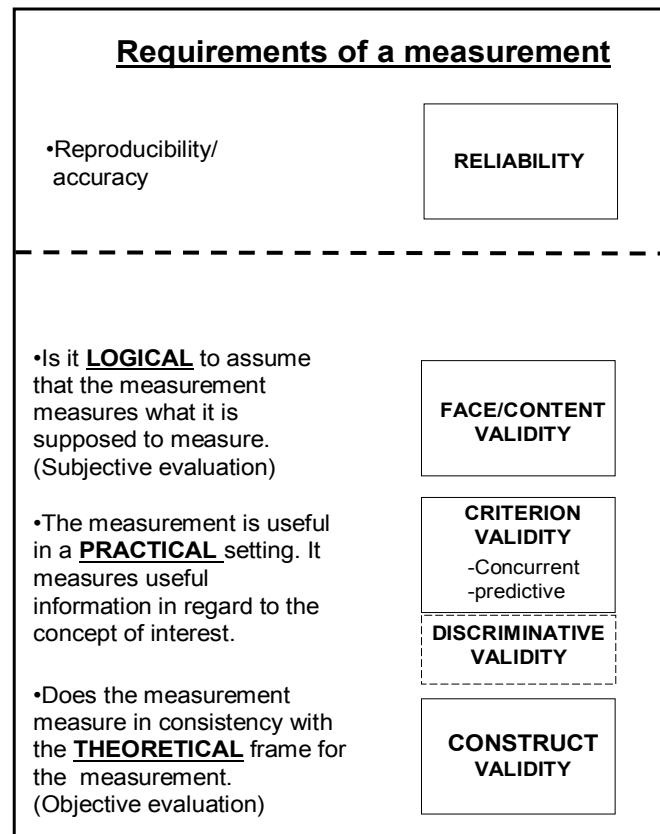 Requirements of a measurement
•Reproducibility/
accuracy
RELIABILITY
•Is it LOGICAL to assume
that the measurement
measures what it is
supposed to measure.
(Subjective evaluation)
FACE/CONTENT
VALIDITY
•The measurement is useful
in a PRACTICAL setting. It
measures useful
information in regard to the
concept of interest.
CRITERION
VALIDITY
-Concurrent
-predictive
DISCRIMINATIVE
VALIDITY
•Does the measurement
measure in consistency with
the THEORETICAL frame for
the measurement.
(Objective evaluation)
CONSTRUCT
VALIDITY